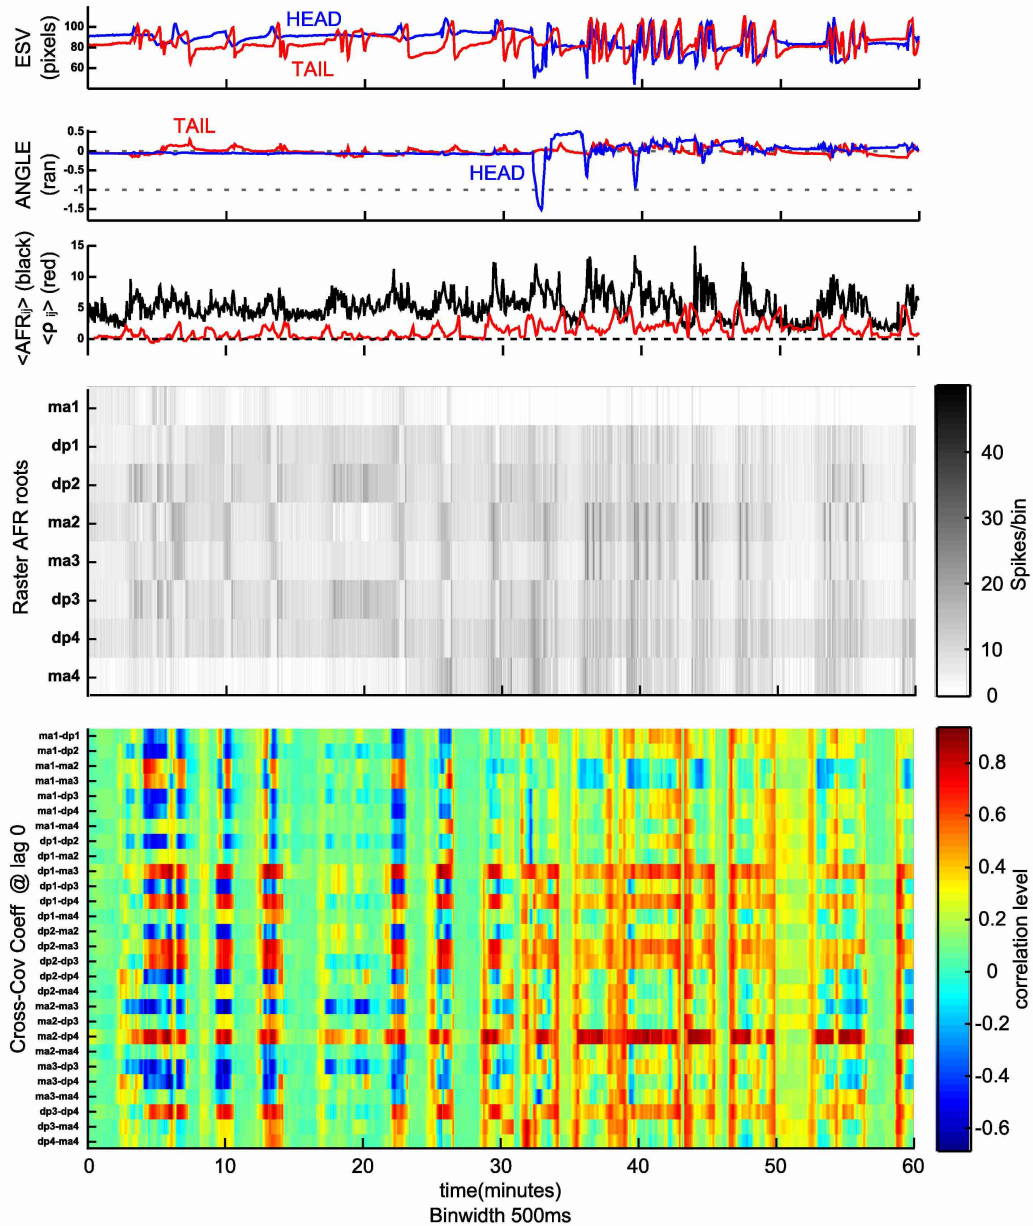 ESV
(pixels)
100
80
60
HEAD
TAIL
ANGLE
(ran)
0.5
0
-0.5
-1
-1.5
TAIL
HEAD
<AFRij> (black)
<ρ ij> (red)
15
10
5
0
Raster AFR roots
ma1
dp1
dp2
ma2
ma3
dp3
dp4
ma4
40
30
20
10
0
Spikes/bin
Cross-Cov Coeff @ lag 0
ma1-dp1
ma1-dp2
ma1-ma2
ma1-ma3
ma1-dp3
ma1-dp4
ma1-ma4
dp1-dp2
dp1-ma2
dp1-ma3
dp1-dp3
dp1-dp4
dp1-ma4
dp2-ma2
dp2-ma3
dp2-dp3
dp2-dp4
dp2-ma4
ma2-ma3
ma2-dp3
ma2-dp4
ma2-ma4
ma3-dp3
ma3-dp4
ma3-ma4
dp3-dp4
dp3-ma4
dp4-ma4
0.8
0.6
0.4
0.2
0
-0.2
-0.4
-0.6
correlation level
0 10 20 30 40 50 60
time(minutes)
Binwidth 500ms